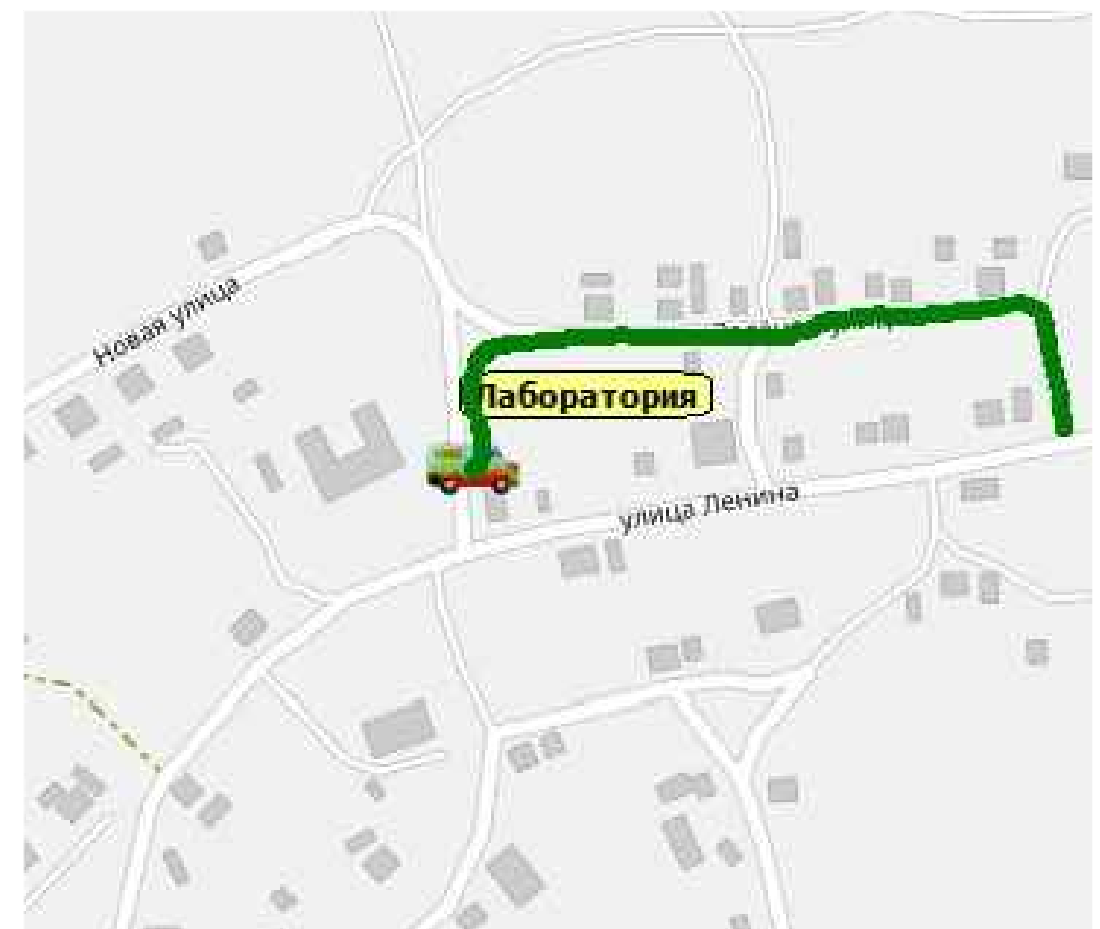 Новая улица
Лаборатория
улица Ленина